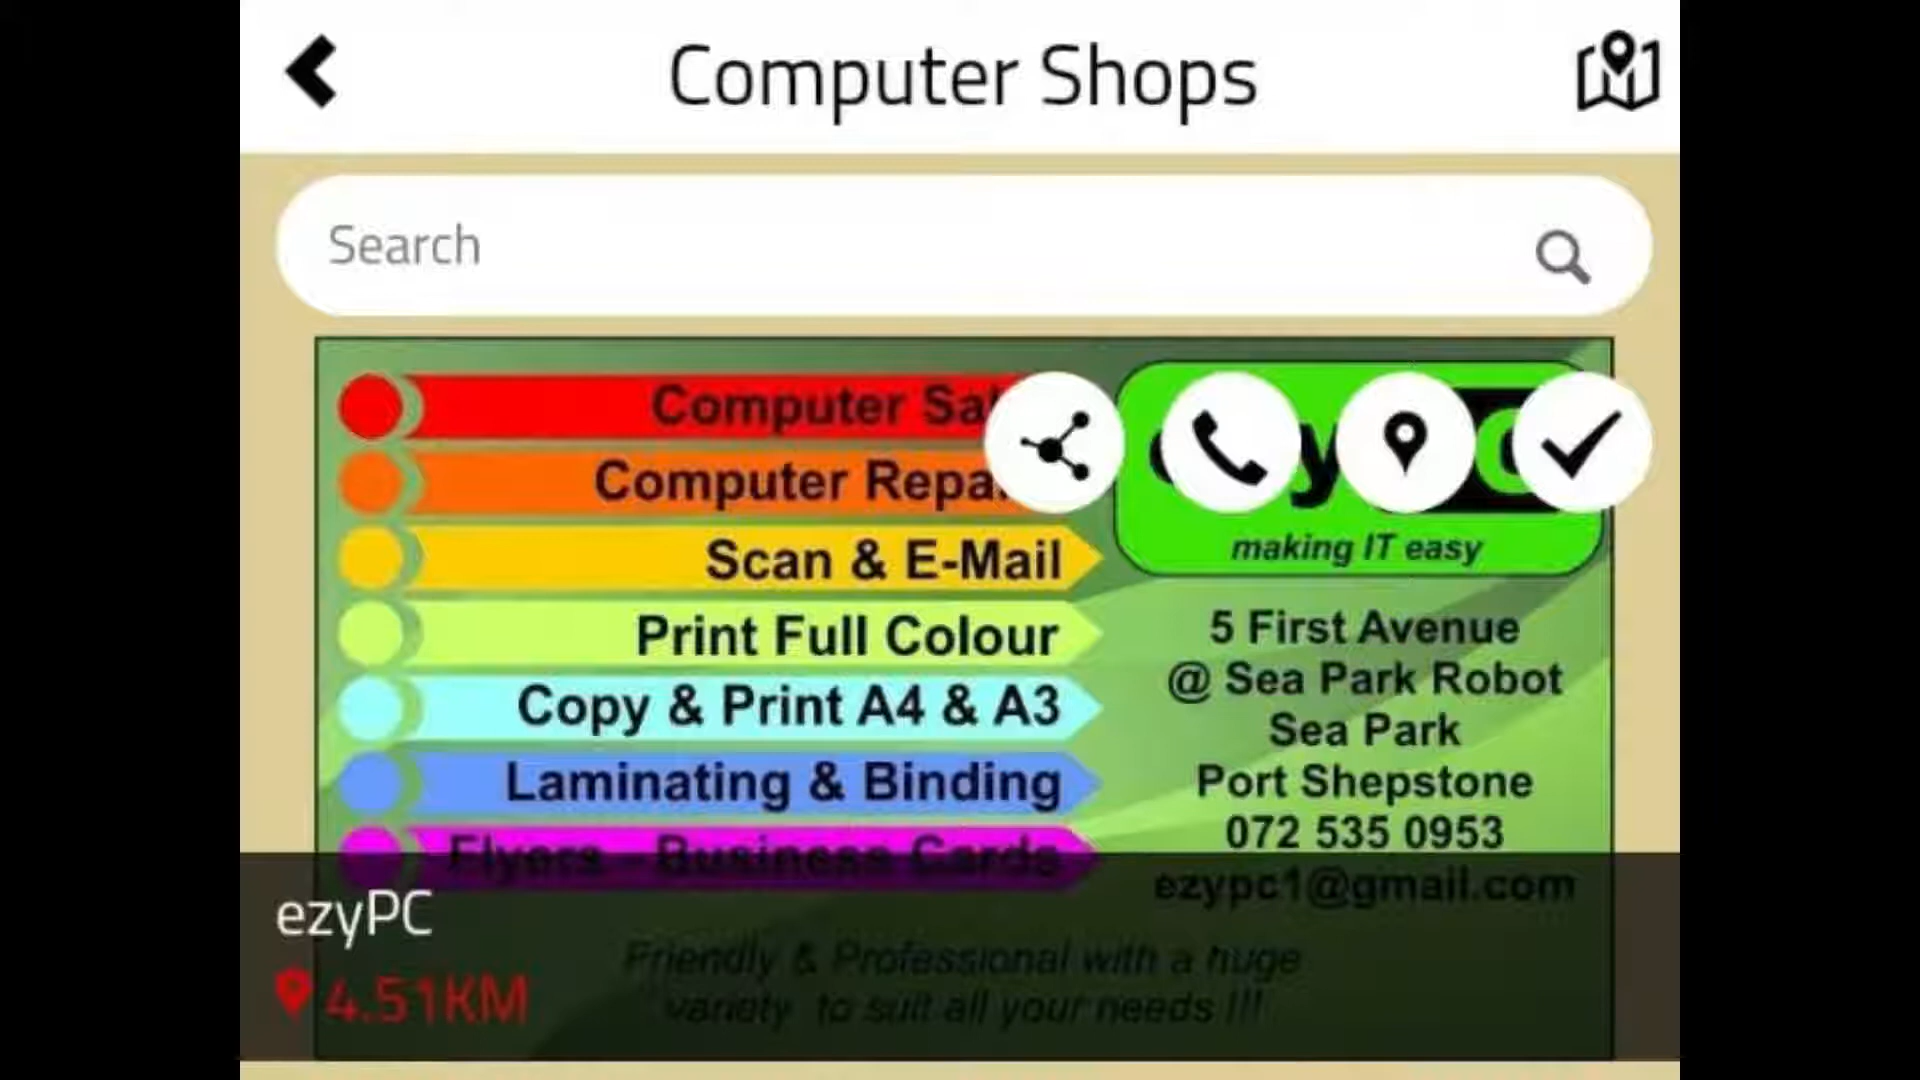 Computer Shops
Search
Computer Sal
Computer Repa
Scan & E-Mail
Print Full Colour
Copy & Print A4 & A3
Laminating & Binding
Flyers - Business Cards
making IT easy
5 First Avenue
@ Sea Park Robot
Sea Park
Port Shepstone
072 535 0953
ezypc1@gmail.com
Friendly & Professional with a huge
variety to suit all your needs !!!
ezyPC
4.51KM